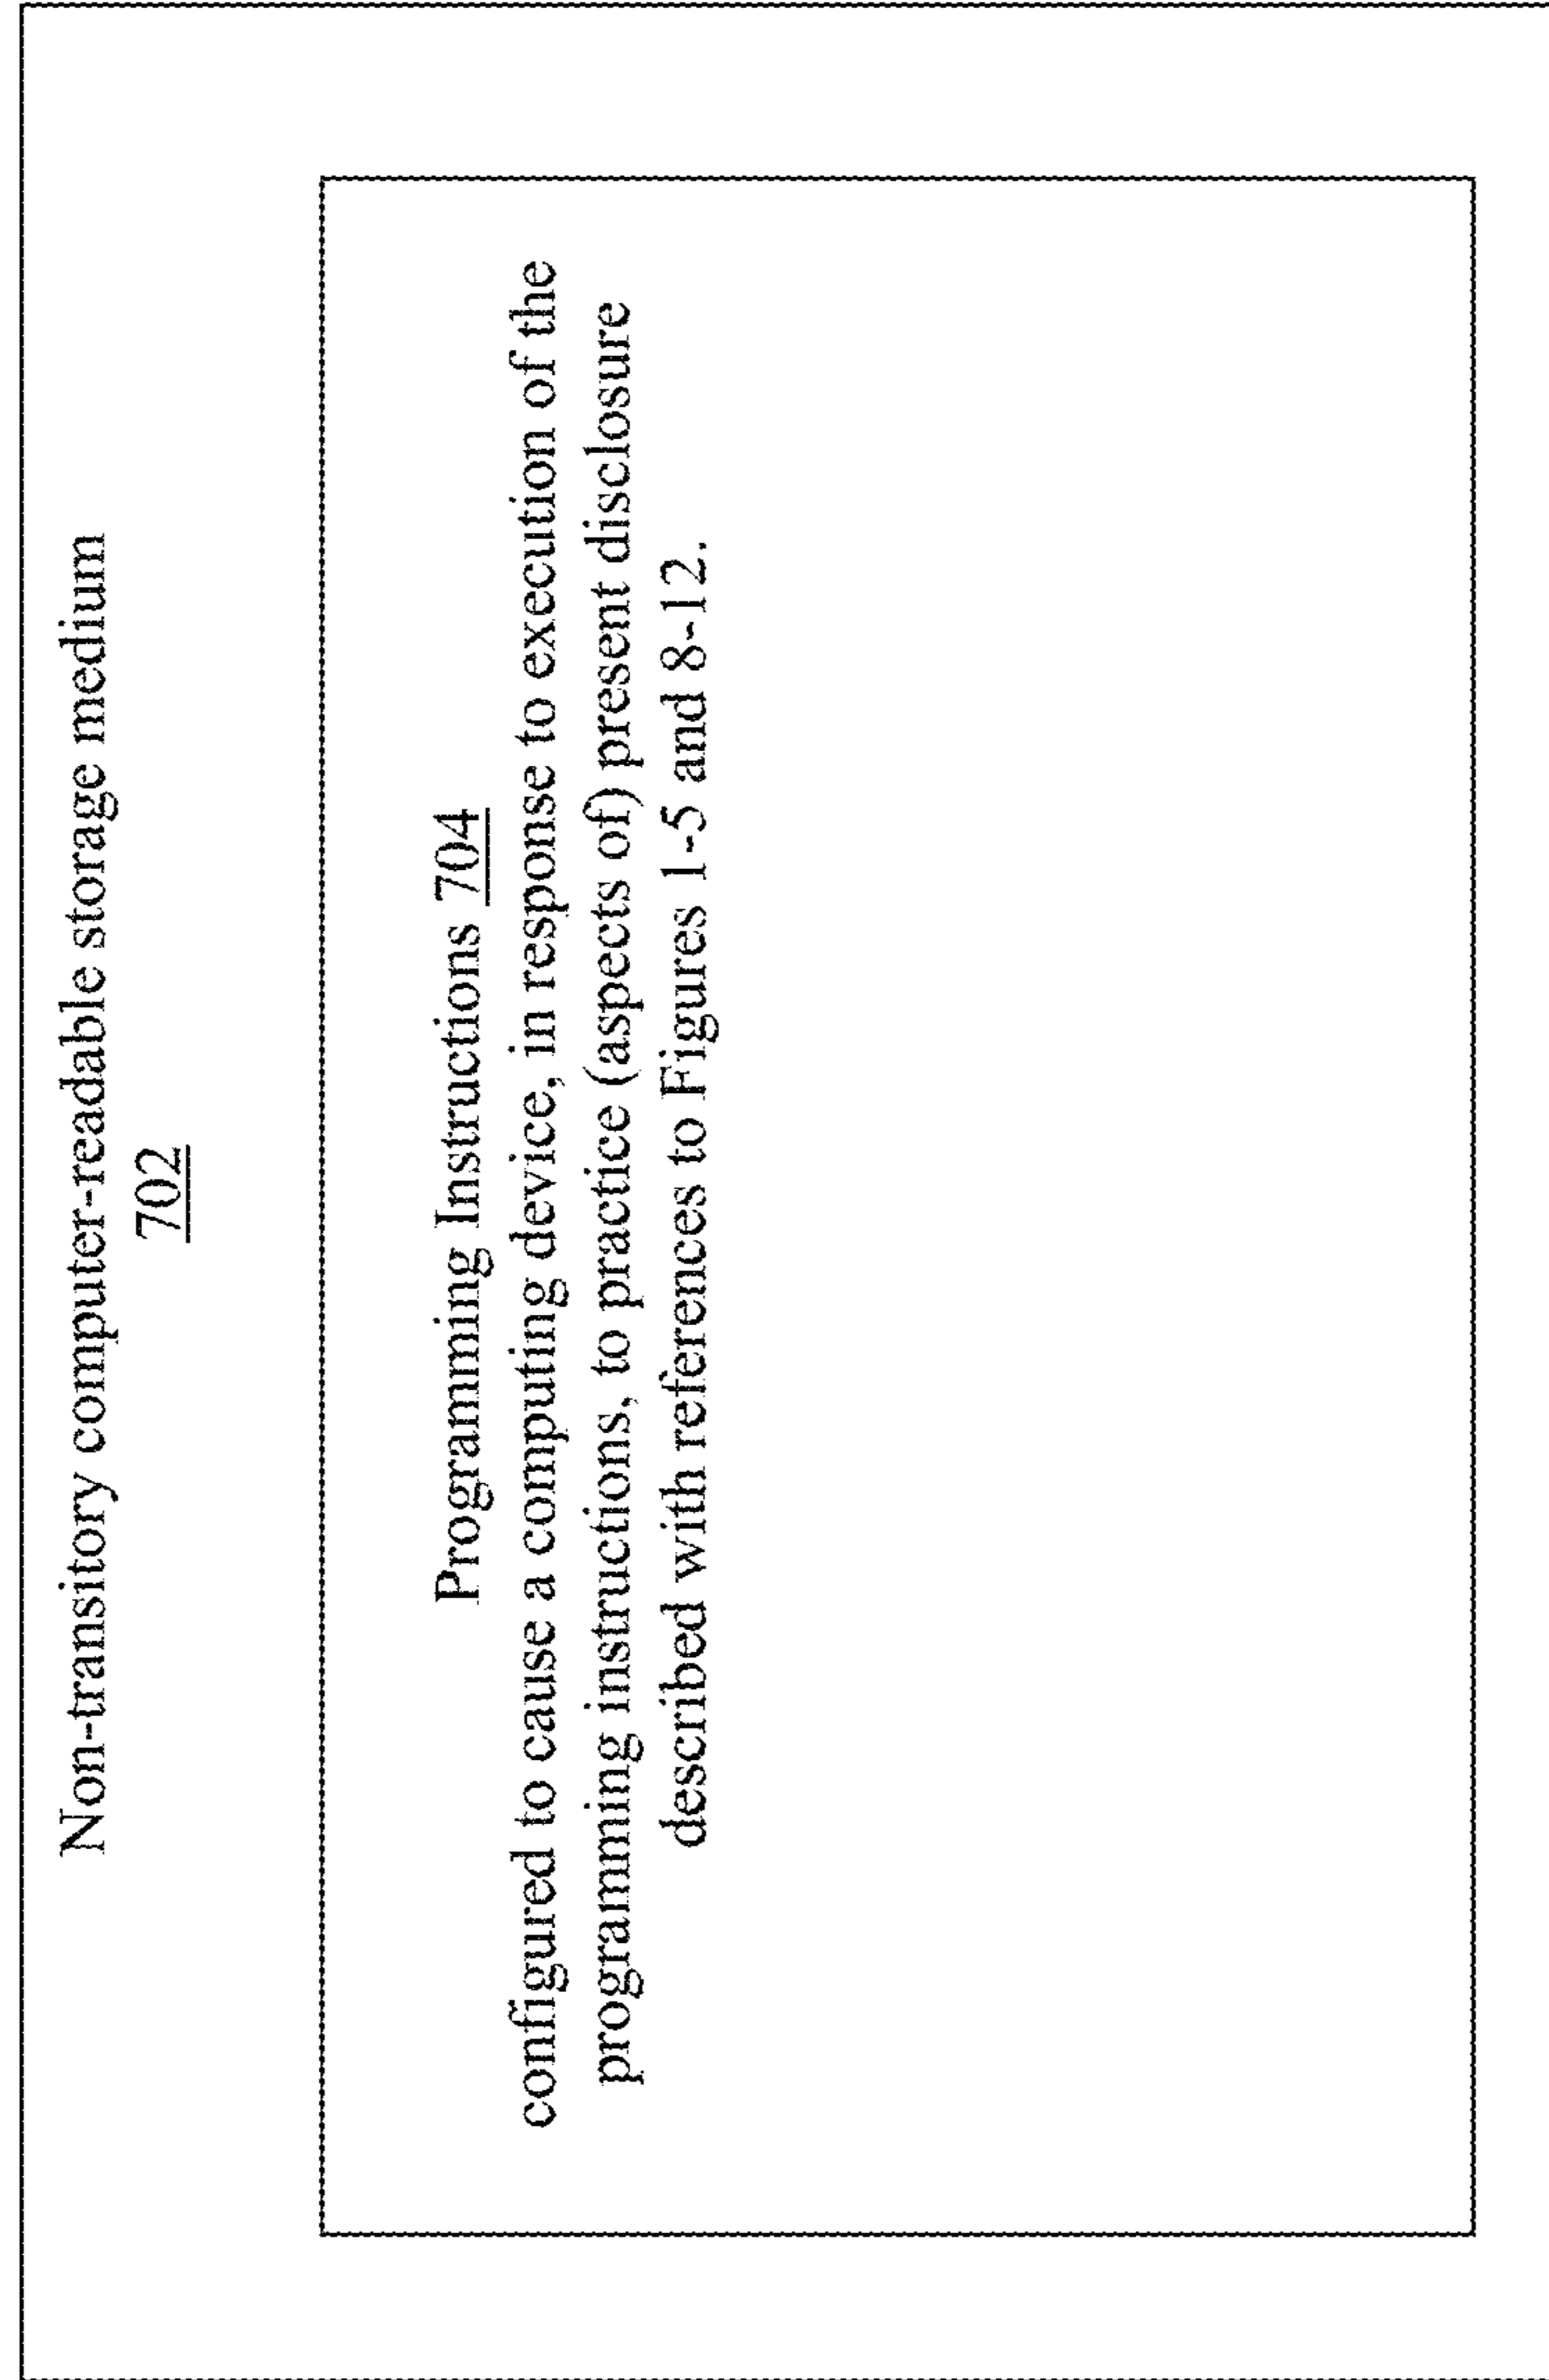 Non-transitory computer-readable storage medium
702
Programming Instructions 704
configured to cause a computing device, in response to execution of the
programming instructions, to practice (aspects of) present disclosure
described with references to Figures 1-5 and 8-12.